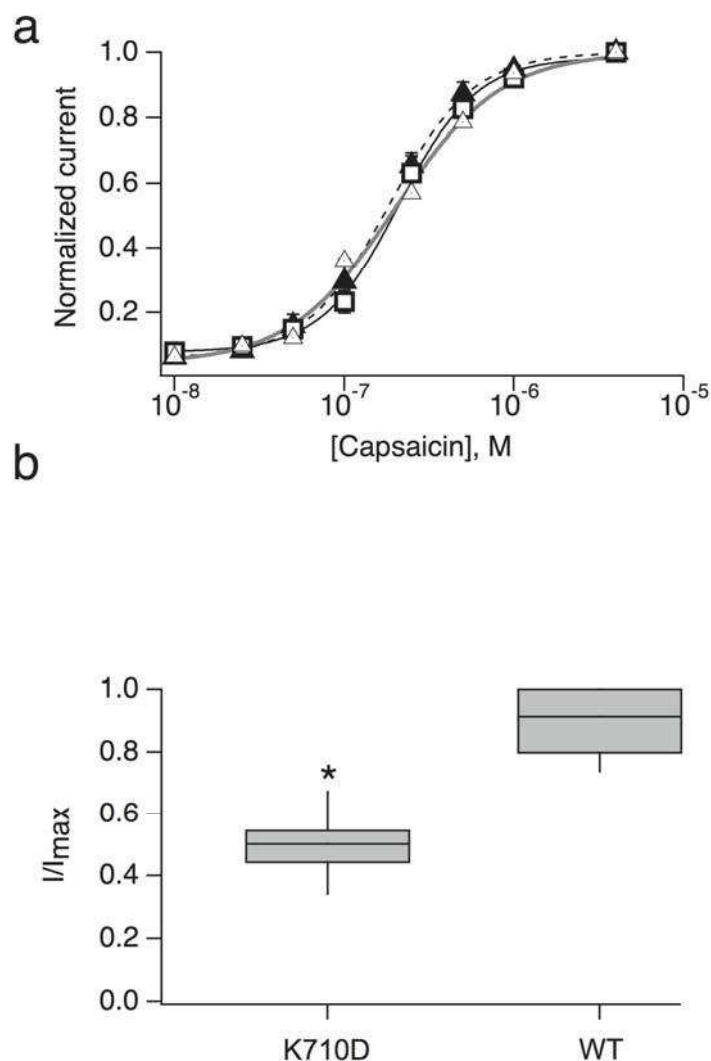 a
1.0
0.8
0.6
0.4
0.2
Normalized current
10⁻⁸ 10⁻⁷ 10⁻⁶ 10⁻⁵
[Capsaicin], M
b
1.0
0.8
0.6
0.4
0.2
0.0
I/Imax
*
K710D WT